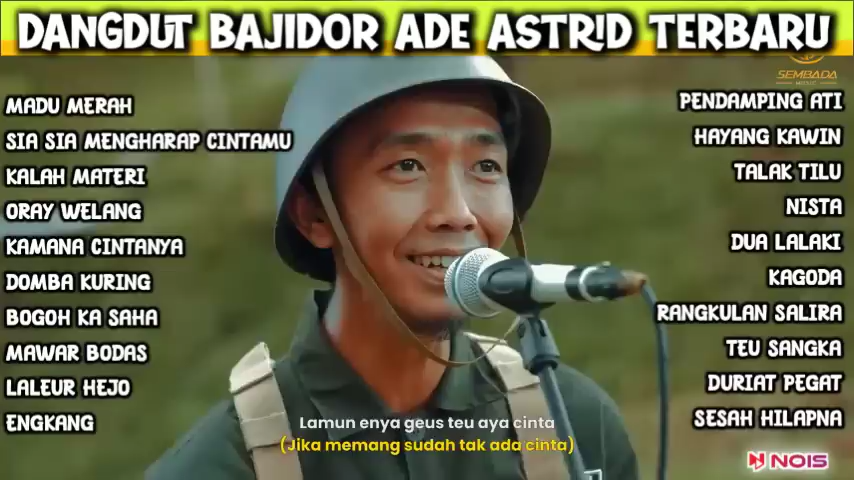 DANGDUT BAJIDOR ADE ASTRID TERBARU
SEMBADA
MUSIC
MADU MERAH
SIA SIA MENGHARAP CINTAMU
KALAH MATERI
ORAY WELANG
KAMANA CINTANYA
DOMBA KURING
BOGOH KA SAHA
MAWAR BODAS
LALEUR HEJO
ENGKANG
PENDAMPING ATI
HAYANG KAWIN
TALAK TILU
NISTA
DUA LALAKI
KAGODA
RANGKULAN SALIRA
TEU SANGKA
DURIAT PEGAT
SESAH HILAPNA
Lamun enya geus teu aya cinta
(Jika memang sudah tak ada cinta)
NOIS